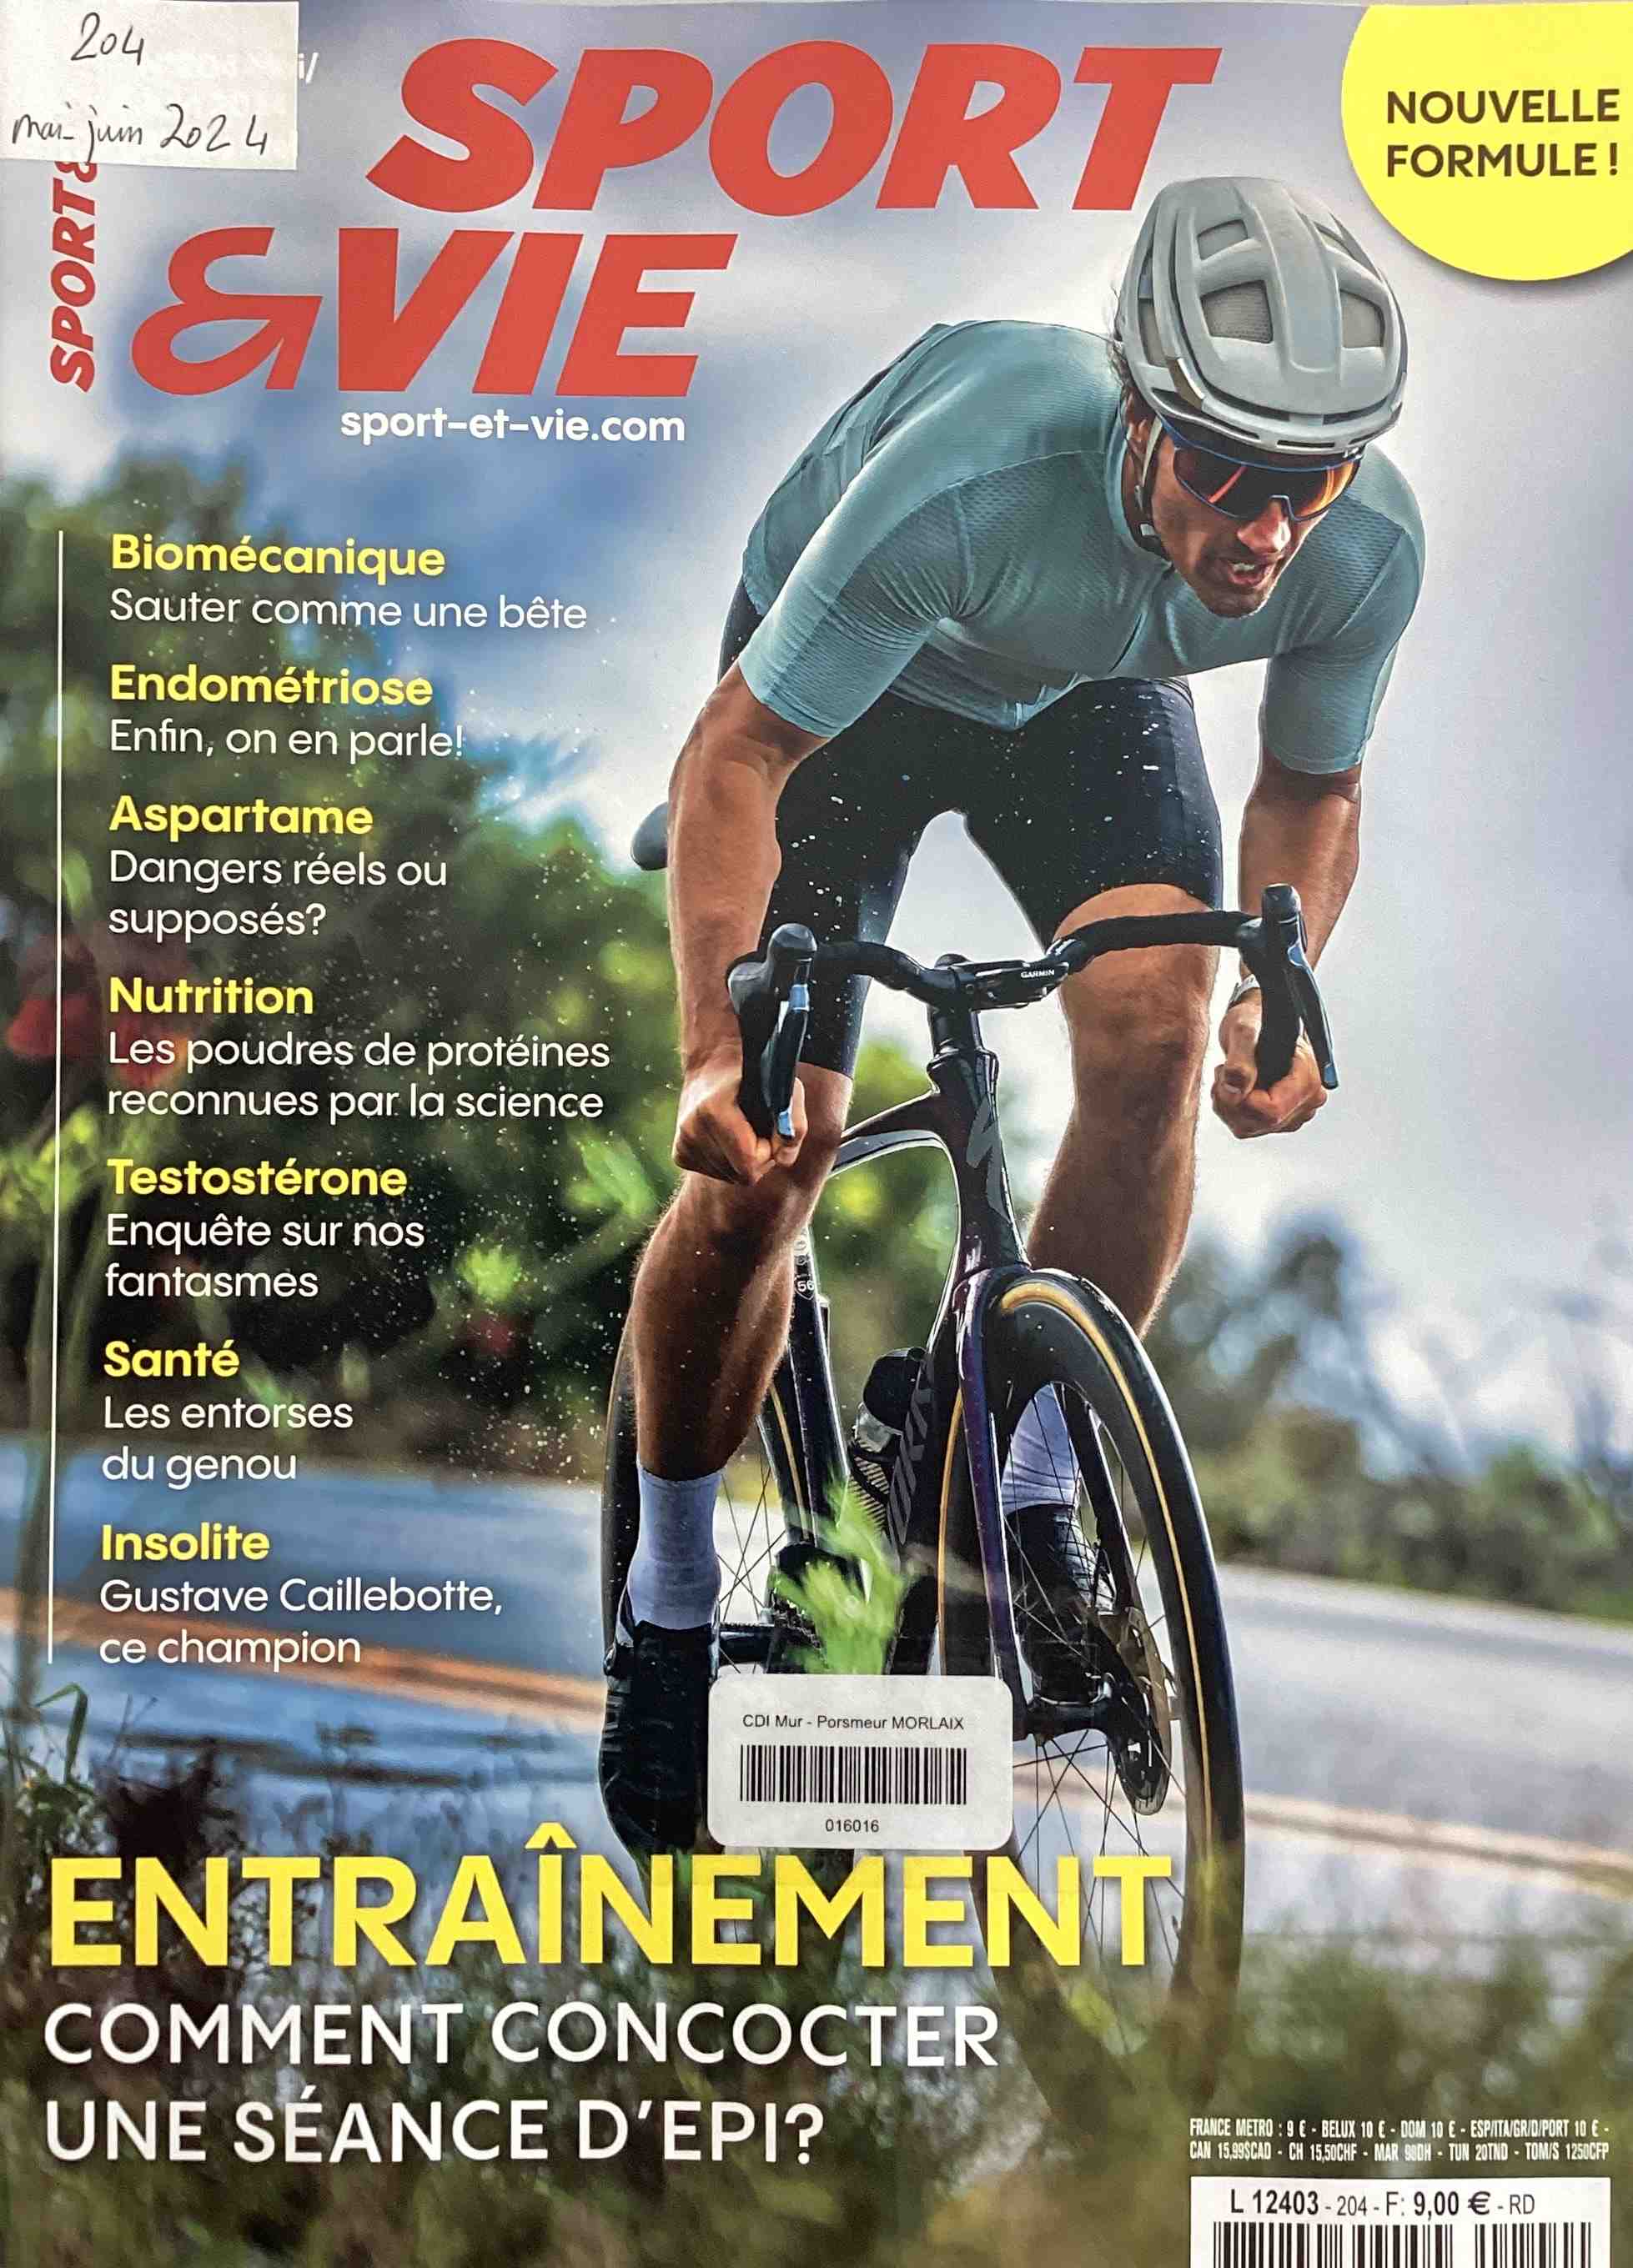 204
mai-juin 2024
i/
SPORT
&VIE
SPORT&
sport-et-vie.com
NOUVELLE
FORMULE !
Biomécanique
Sauter comme une bête
Endométriose
Enfin, on en parle!
Aspartame
Dangers réels ou
supposés?
Nutrition
Les poudres de protéines
reconnues par la science
Testostérone
Enquête sur nos
fantasmes
Santé
Les entorses
du genou
Insolite
Gustave Caillebotte,
ce champion
GARMIN
56
CDI Mur - Porsmeur MORLAIX
016016
ENTRAÎNEMENT
COMMENT CONCOCTER
UNE SÉANCE D'EPI?
FRANCE METRO : 9 € - BELUX 10 € - DOM 10 € - ESP/ITA/GR/D/PORT 10 € -
CAN 15,99$CAD - CH 15,50CHF - MAR 90DH - TUN 20TND - TOM/S 1250CFP
L 12403 - 204 - F: 9,00 € - RD